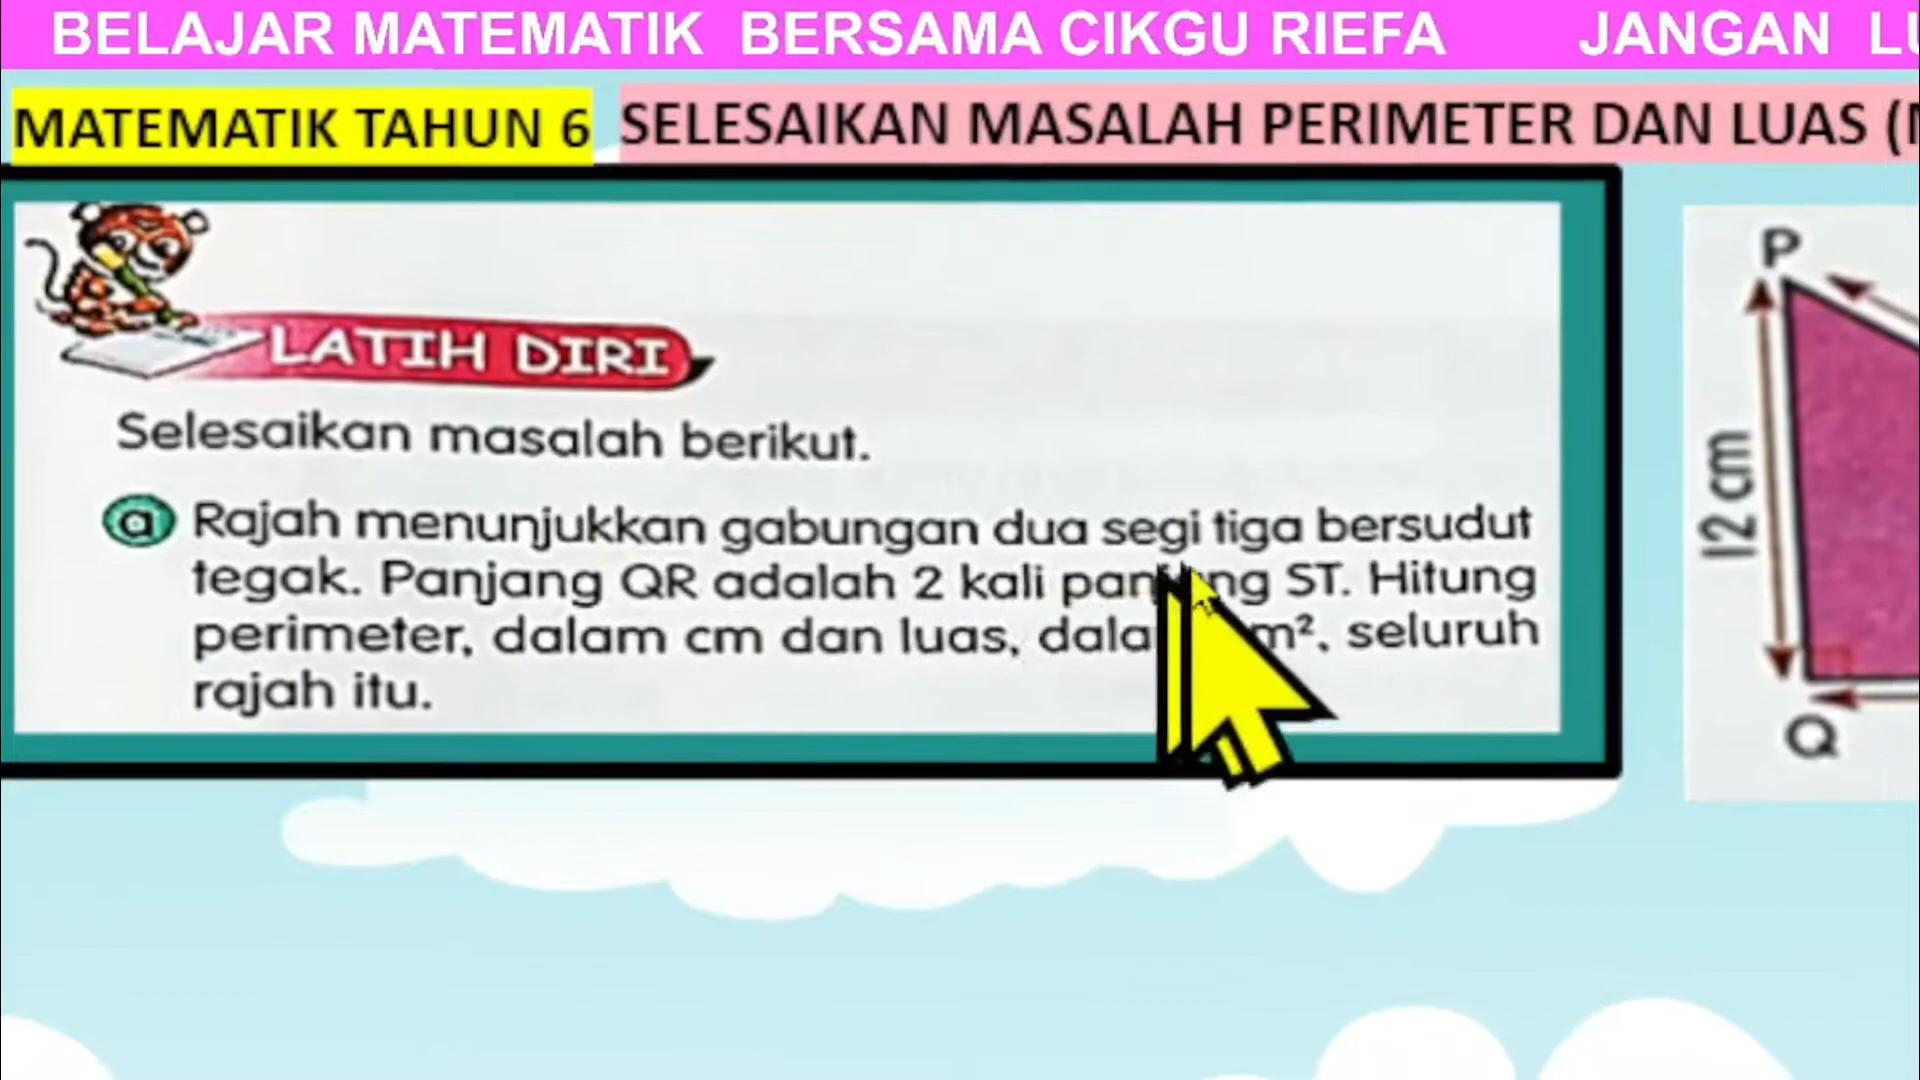 BELAJAR MATEMATIK BERSAMA CIKGU RIEFA JANGAN
MATEMATIK TAHUN 6
SELESAIKAN MASALAH PERIMETER DAN LUAS
LATIH DIRI
Selesaikan masalah berikut.
a Rajah menunjukkan gabungan dua segi tiga bersudut
tegak. Panjang QR adalah 2 kali ST. Hitung
perimeter, dalam cm dan luas, seluruh
rajah itu.
P
12 cm
Q